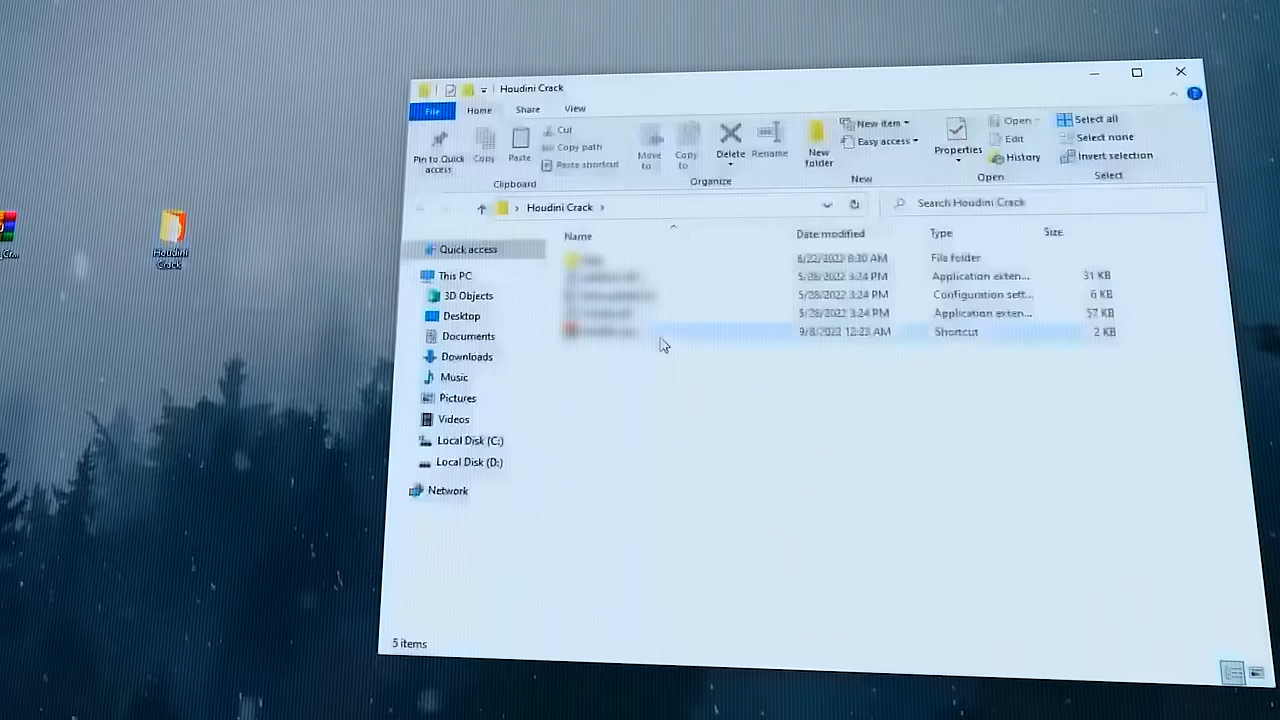 Houdini Crack
File Home Share View
Pin to Quick access
Copy
Paste
Cut
Copy path
Paste shortcut
Clipboard
Move to
Copy to
Delete
Rename
Organize
New folder
New item
Easy access
New
Properties
Open
Edit
History
Open
Select all
Select none
Invert selection
Select
Houdini Crack
Search Houdini Crack
Name Date modified Type Size
6/22/2022 8:30 AM File folder
5/28/2022 3:24 PM Application exten... 31 KB
5/28/2022 3:24 PM Configuration sett... 6 KB
5/28/2022 3:24 PM Application exten... 57 KB
9/8/2022 12:23 AM Shortcut 2 KB
Quick access
This PC
3D Objects
Desktop
Documents
Downloads
Music
Pictures
Videos
Local Disk (C:)
Local Disk (D:)
Network
5 items
Houdini
Crack